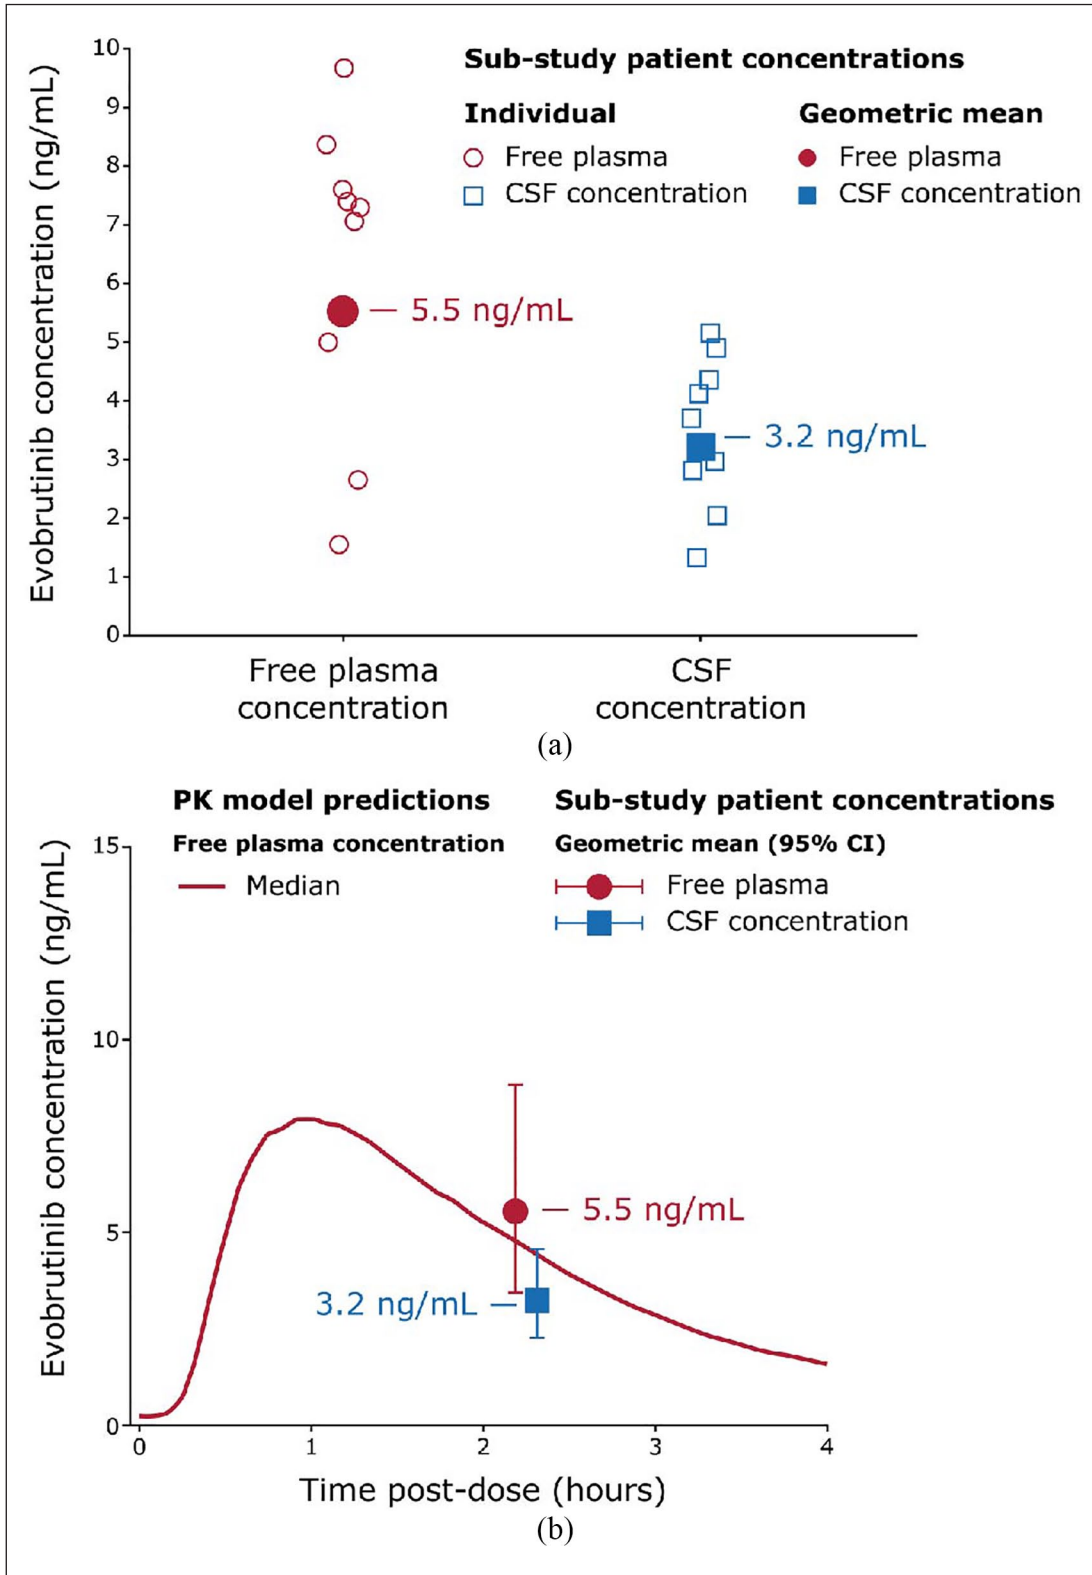 Sub-study patient concentrations
Individual
Free plasma
CSF concentration
Geometric mean
Free plasma
CSF concentration
Evobrutinib concentration (ng/mL)
10
9
8
7
6
5
4
3
2
1
0
5.5 ng/mL
3.2 ng/mL
Free plasma
concentration
CSF
concentration
(a)
PK model predictions
Free plasma concentration
Median
Sub-study patient concentrations
Geometric mean (95% CI)
Free plasma
CSF concentration
Evobrutinib concentration (ng/mL)
15
10
5
0
5.5 ng/mL
3.2 ng/mL
0
1
2
3
4
Time post-dose (hours)
(b)